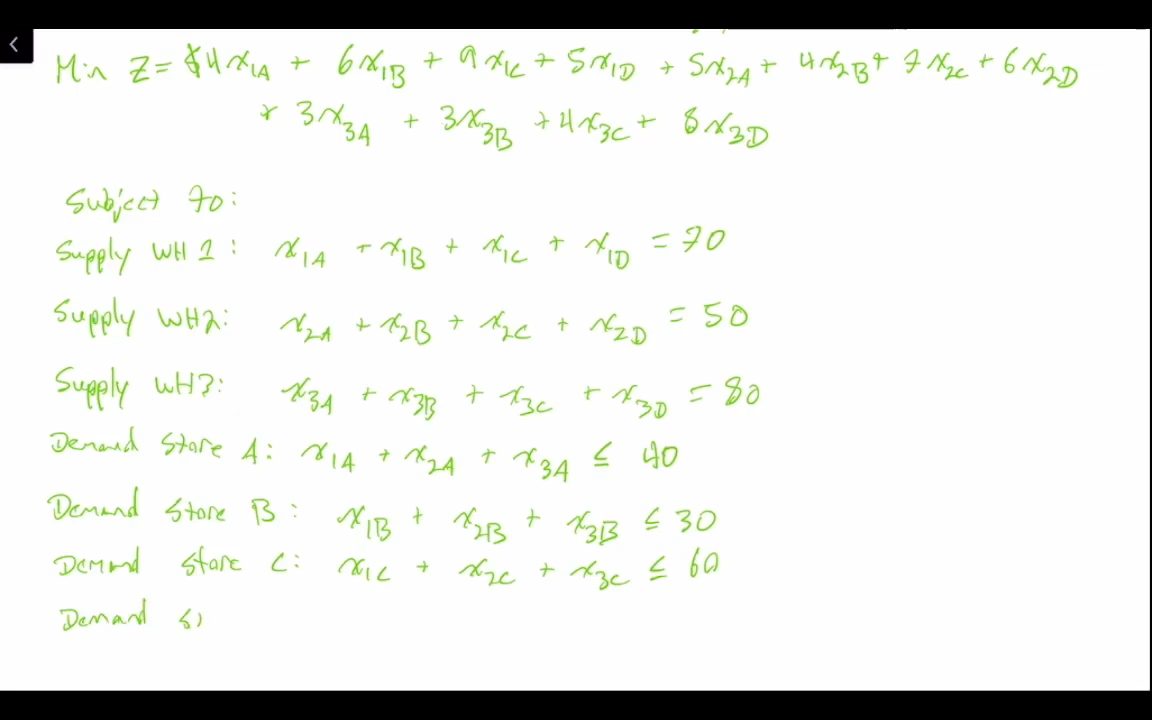 Min Z = $4x1A + 6x1B + 9x1C + 5x1D + 5x2A + 4x2B + 7x2C + 6x2D
+ 3x3A + 3x3B + 4x3C + 8x3D
Subject to:
Supply WH 1: x1A + x1B + x1C + x1D = 70
Supply WH2: x2A + x2B + x2C + x2D = 50
Supply WH3: x3A + x3B + x3C + x3D = 80
Demand Store A: x1A + x2A + x3A ≤ 40
Demand Store B: x1B + x2B + x3B ≤ 30
Demand Store C: x1C + x2C + x3C ≤ 60
Demand